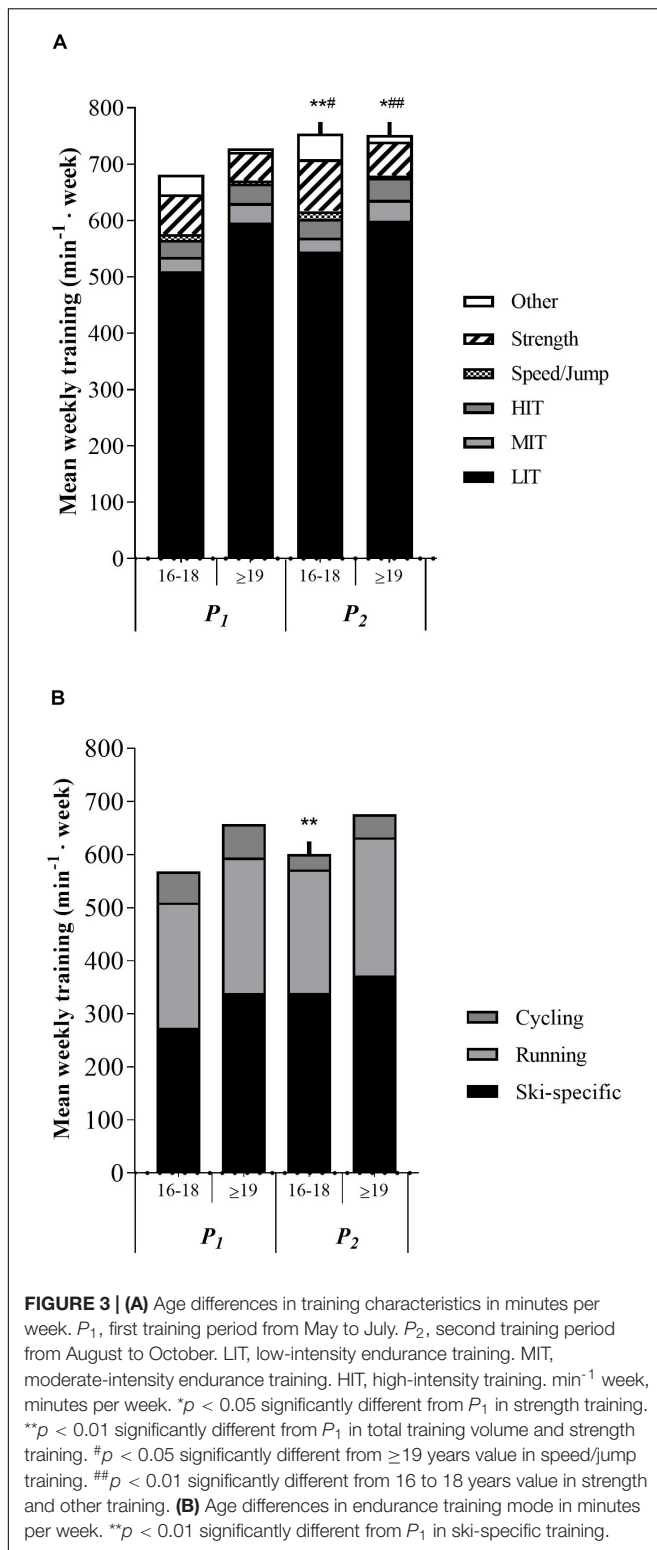 A
**# *##
800
700
600
500
400
300
200
100
0
Mean weekly training (min⁻¹ · week)
16-18 ≥19 16-18 ≥19
P₁ P₂
Other
Strength
Speed/Jump
HIT
MIT
LIT
B
**
800
700
600
500
400
300
200
100
0
Mean weekly training (min⁻¹ · week)
16-18 ≥19 16-18 ≥19
P₁ P₂
Cycling
Running
Ski-specific
FIGURE 3 | (A) Age differences in training characteristics in minutes per
week. P₁, first training period from May to July. P₂, second training period
from August to October. LIT, low-intensity endurance training. MIT,
moderate-intensity endurance training. HIT, high-intensity training. min⁻¹ week,
minutes per week. *p < 0.05 significantly different from P₁ in strength training.
**p < 0.01 significantly different from P₁ in total training volume and strength
training. #p < 0.05 significantly different from ≥19 years value in speed/jump
training. ##p < 0.01 significantly different from 16 to 18 years value in strength
and other training. (B) Age differences in endurance training mode in minutes
per week. **p < 0.01 significantly different from P₁ in ski-specific training.